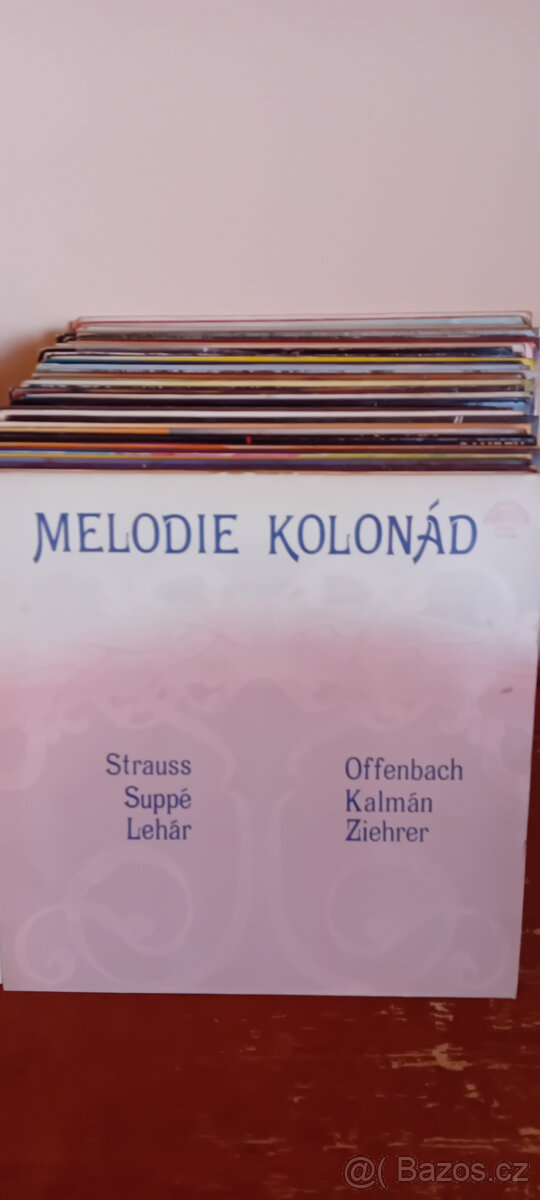 MELODIE KOLONÁD
Strauss
Suppé
Lehár
Offenbach
Kalmán
Ziehrer
@( Bazos.cz